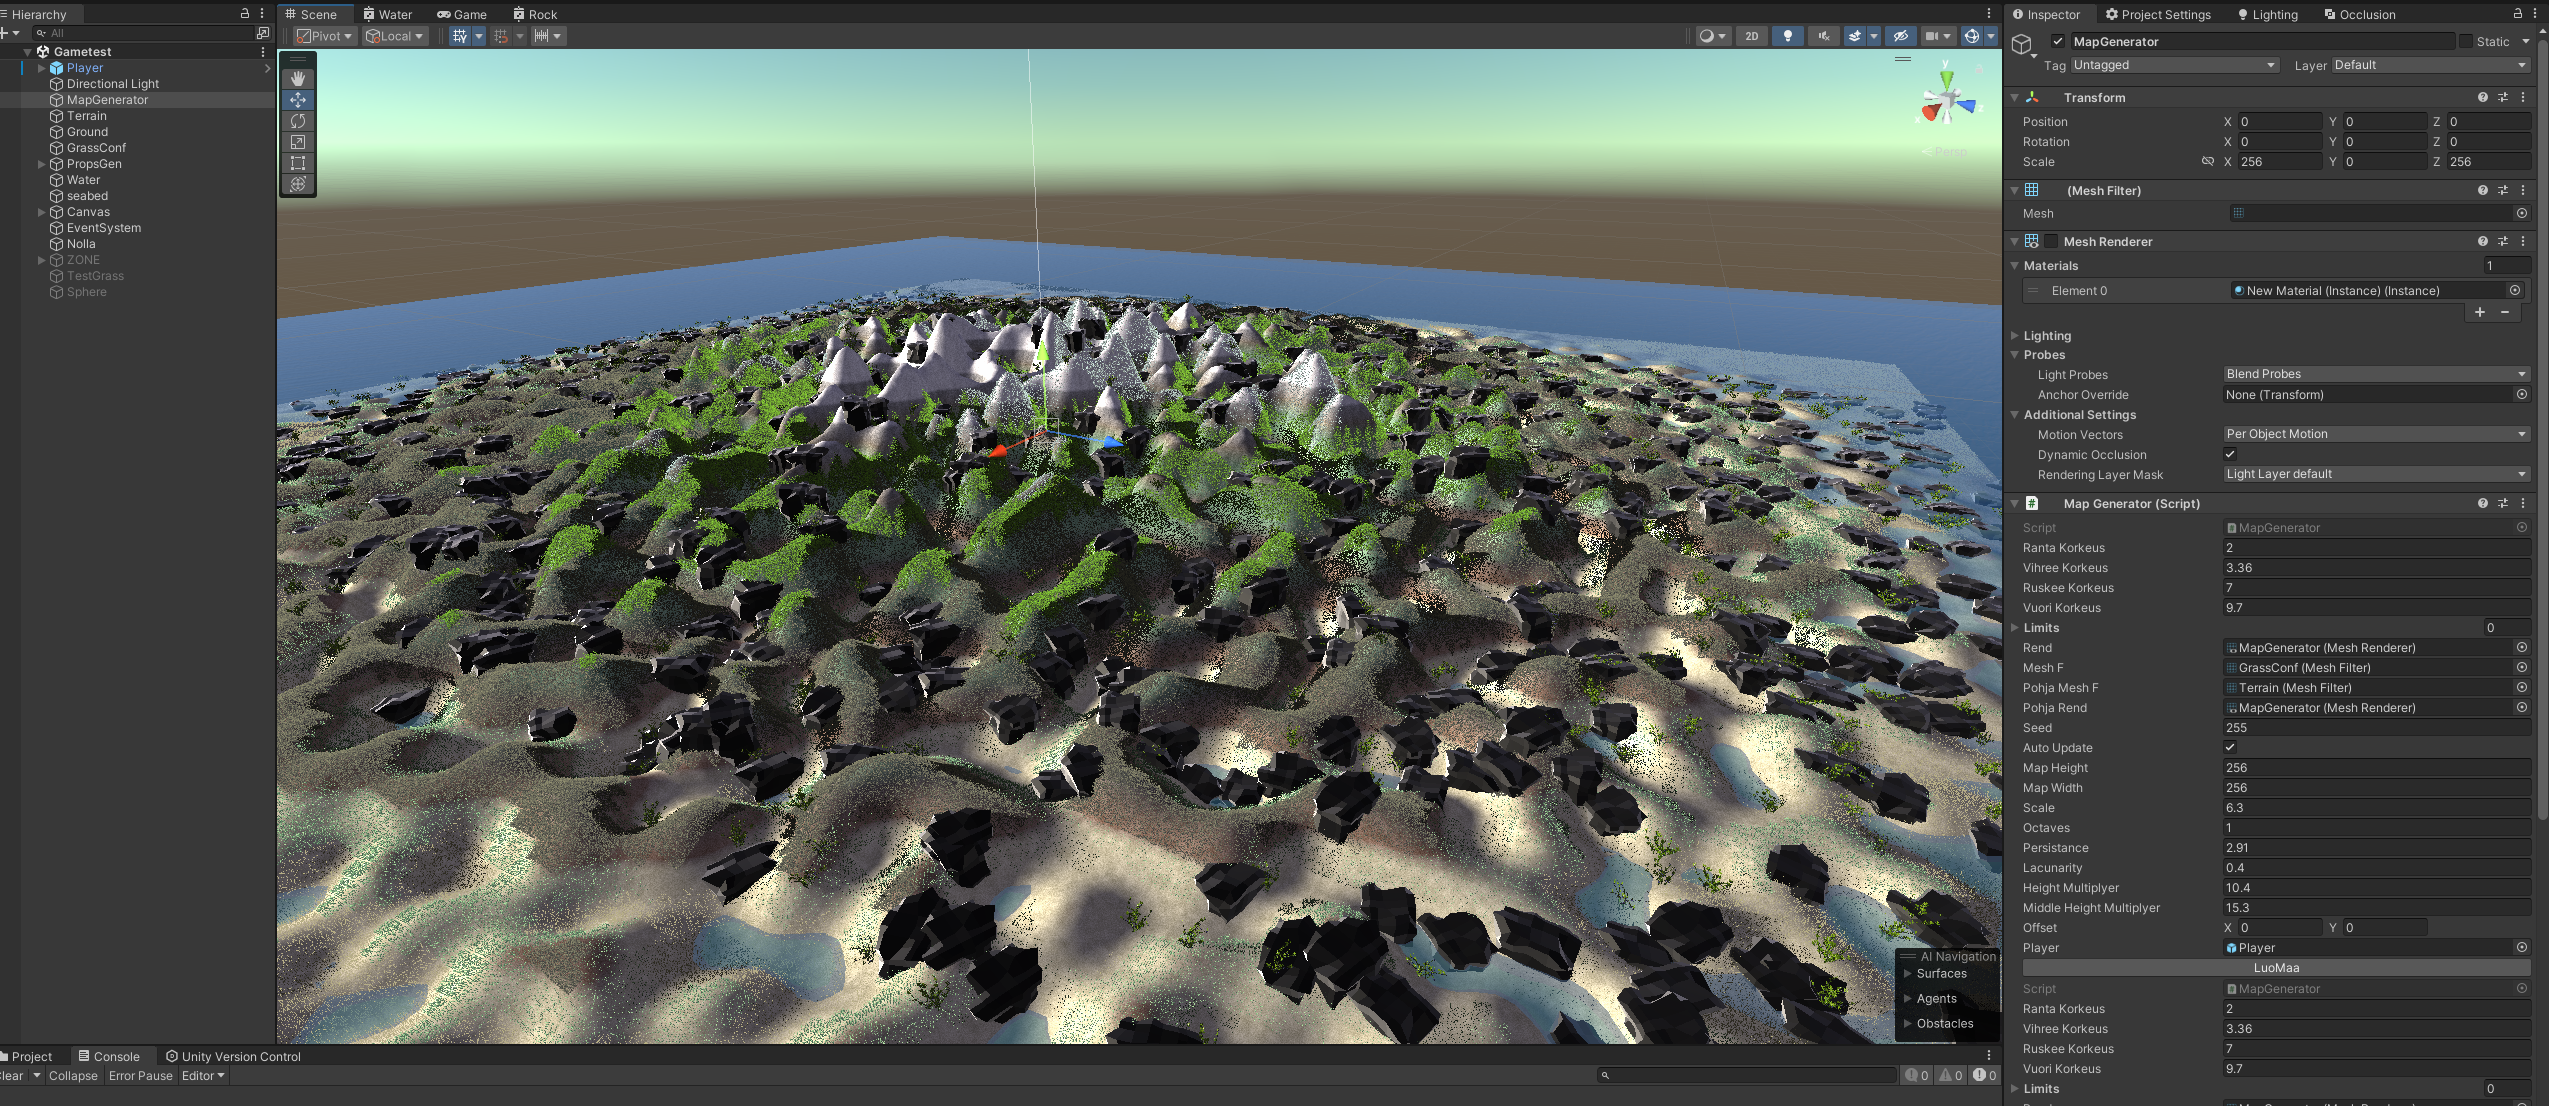 Hierarchy
All
Gametest
Player
Directional Light
MapGenerator
Terrain
Ground
GrassConf
PropsGen
Water
seabed
Canvas
EventSystem
Nolla
ZONE
TestGrass
Sphere
Scene
Water
Game
Rock
Pivot
Local
2D
y
x
z
Persp
AI Navigation
Surfaces
Agents
Obstacles
Project
Console
Unity Version Control
lear
Collapse
Error Pause
Editor
0
0
0
Inspector
Project Settings
Lighting
Occlusion
MapGenerator
Static
Tag Untagged
Layer Default
Transform
Position X 0 Y 0 Z 0
Rotation X 0 Y 0 Z 0
Scale X 256 Y 0 Z 256
(Mesh Filter)
Mesh
Mesh Renderer
Materials 1
Element 0 New Material (Instance) (Instance)
Lighting
Probes
Light Probes Blend Probes
Anchor Override None (Transform)
Additional Settings
Motion Vectors Per Object Motion
Dynamic Occlusion
Rendering Layer Mask Light Layer default
Map Generator (Script)
Script MapGenerator
Ranta Korkeus 2
Vihree Korkeus 3.36
Ruskee Korkeus 7
Vuori Korkeus 9.7
Limits 0
Rend MapGenerator (Mesh Renderer)
Mesh F GrassConf (Mesh Filter)
Pohja Mesh F Terrain (Mesh Filter)
Pohja Rend MapGenerator (Mesh Renderer)
Seed 255
Auto Update
Map Height 256
Map Width 256
Scale 6.3
Octaves 1
Persistance 2.91
Lacunarity 0.4
Height Multiplyer 10.4
Middle Height Multiplyer 15.3
Offset X 0 Y 0
Player Player
LuoMaa
Script MapGenerator
Ranta Korkeus 2
Vihree Korkeus 3.36
Ruskee Korkeus 7
Vuori Korkeus 9.7
Limits 0